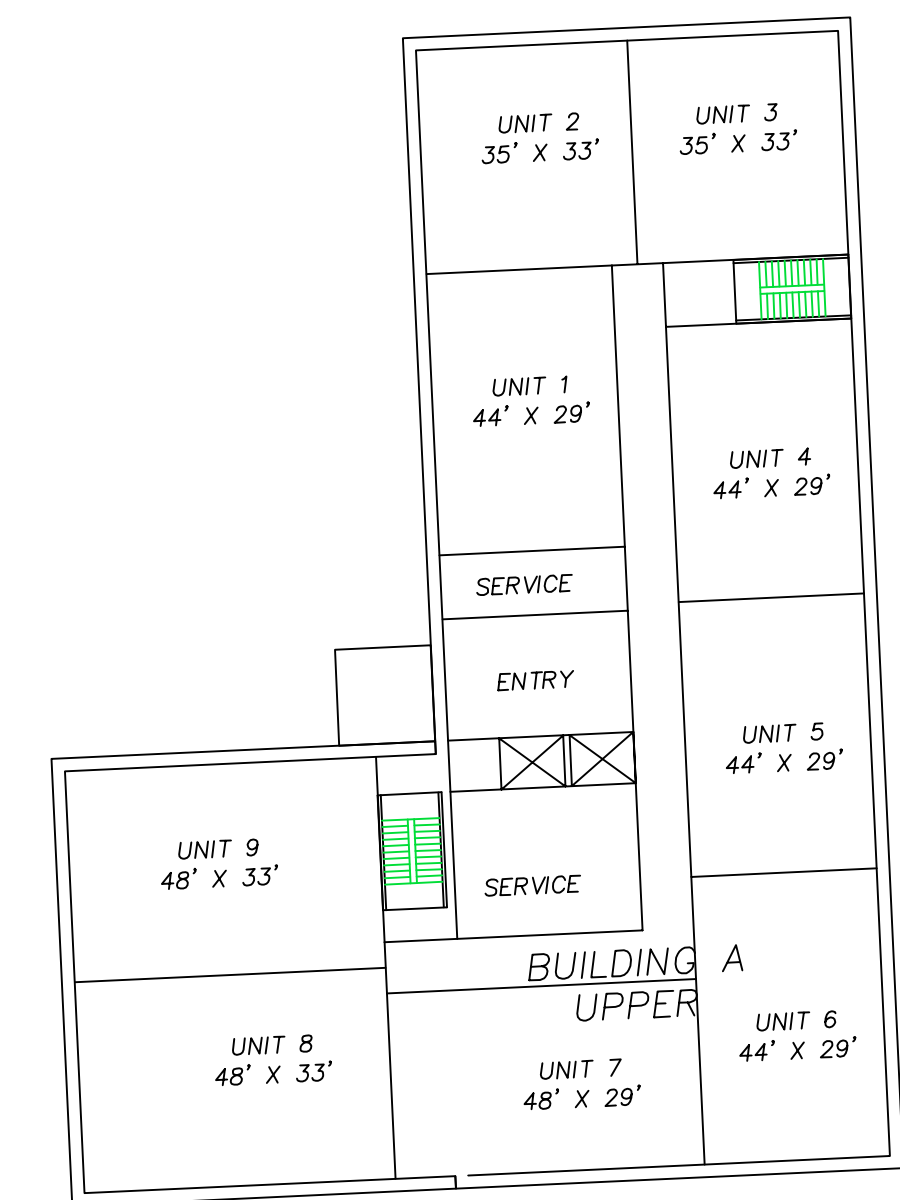 UNIT 2
35' X 33'
UNIT 3
35' X 33'
UNIT 1
44' X 29'
UNIT 4
44' X 29'
SERVICE
ENTRY
UNIT 5
44' X 29'
UNIT 9
48' X 33'
SERVICE
BUILDING A
UPPER
UNIT 6
44' X 29'
UNIT 8
48' X 33'
UNIT 7
48' X 29'